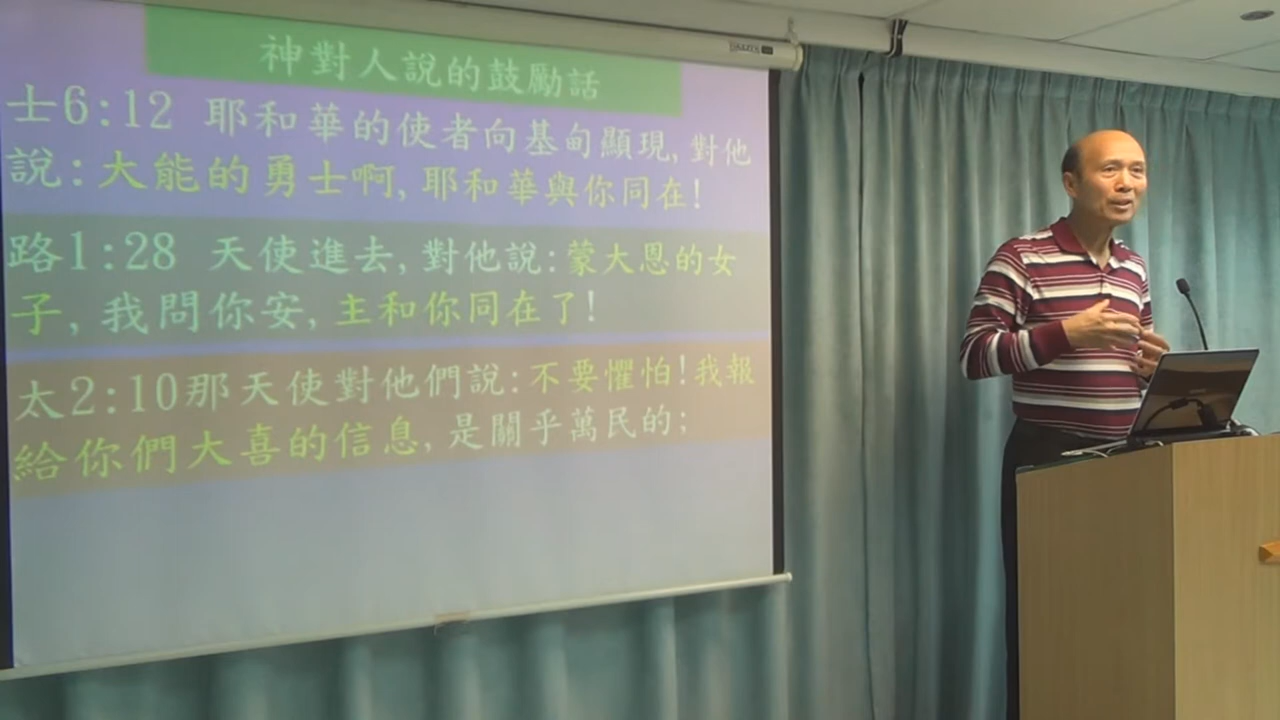 神對人說的鼓勵話
士6:12 耶和華的使者向基甸顯現,對他
說:大能的勇士啊,耶和華與你同在!
路1:28 天使進去,對他說:蒙大恩的女
子,我問你安,主和你同在了!
太2:10那天使對他們說:不要懼怕!我報
給你們大喜的信息,是關乎萬民的;